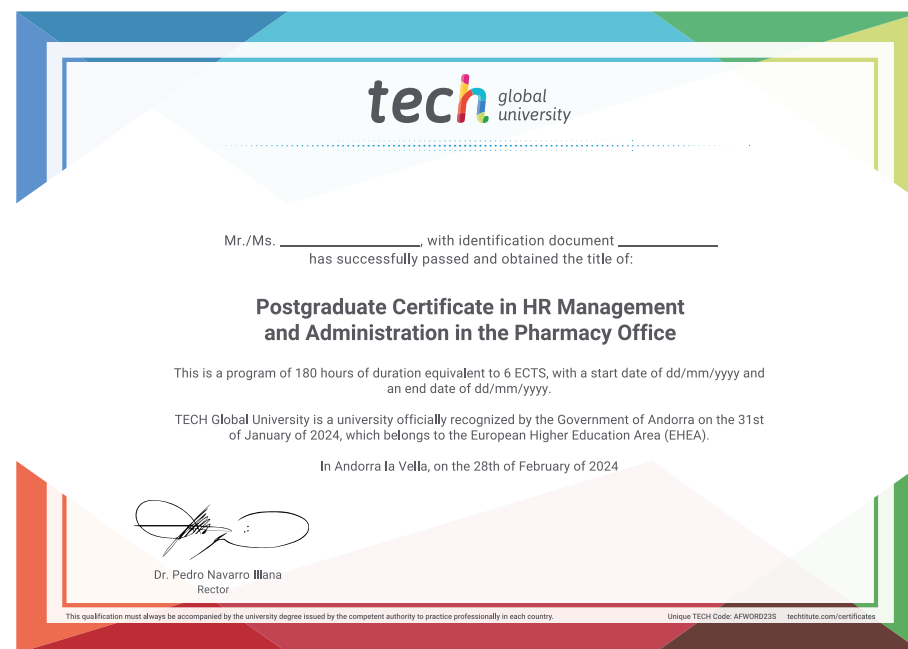 tech global university
Mr./Ms. ____________________, with identification document ______________
has successfully passed and obtained the title of:
Postgraduate Certificate in HR Management
and Administration in the Pharmacy Office
This is a program of 180 hours of duration equivalent to 6 ECTS, with a start date of dd/mm/yyyy and
an end date of dd/mm/yyyy.
TECH Global University is a university officially recognized by the Government of Andorra on the 31st
of January of 2024, which belongs to the European Higher Education Area (EHEA).
In Andorra la Vella, on the 28th of February of 2024
Dr. Pedro Navarro Illana
Rector
This qualification must always be accompanied by the university degree issued by the competent authority to practice professionally in each country.
Unique TECH Code: AFWORD23S techtitute.com/certificates